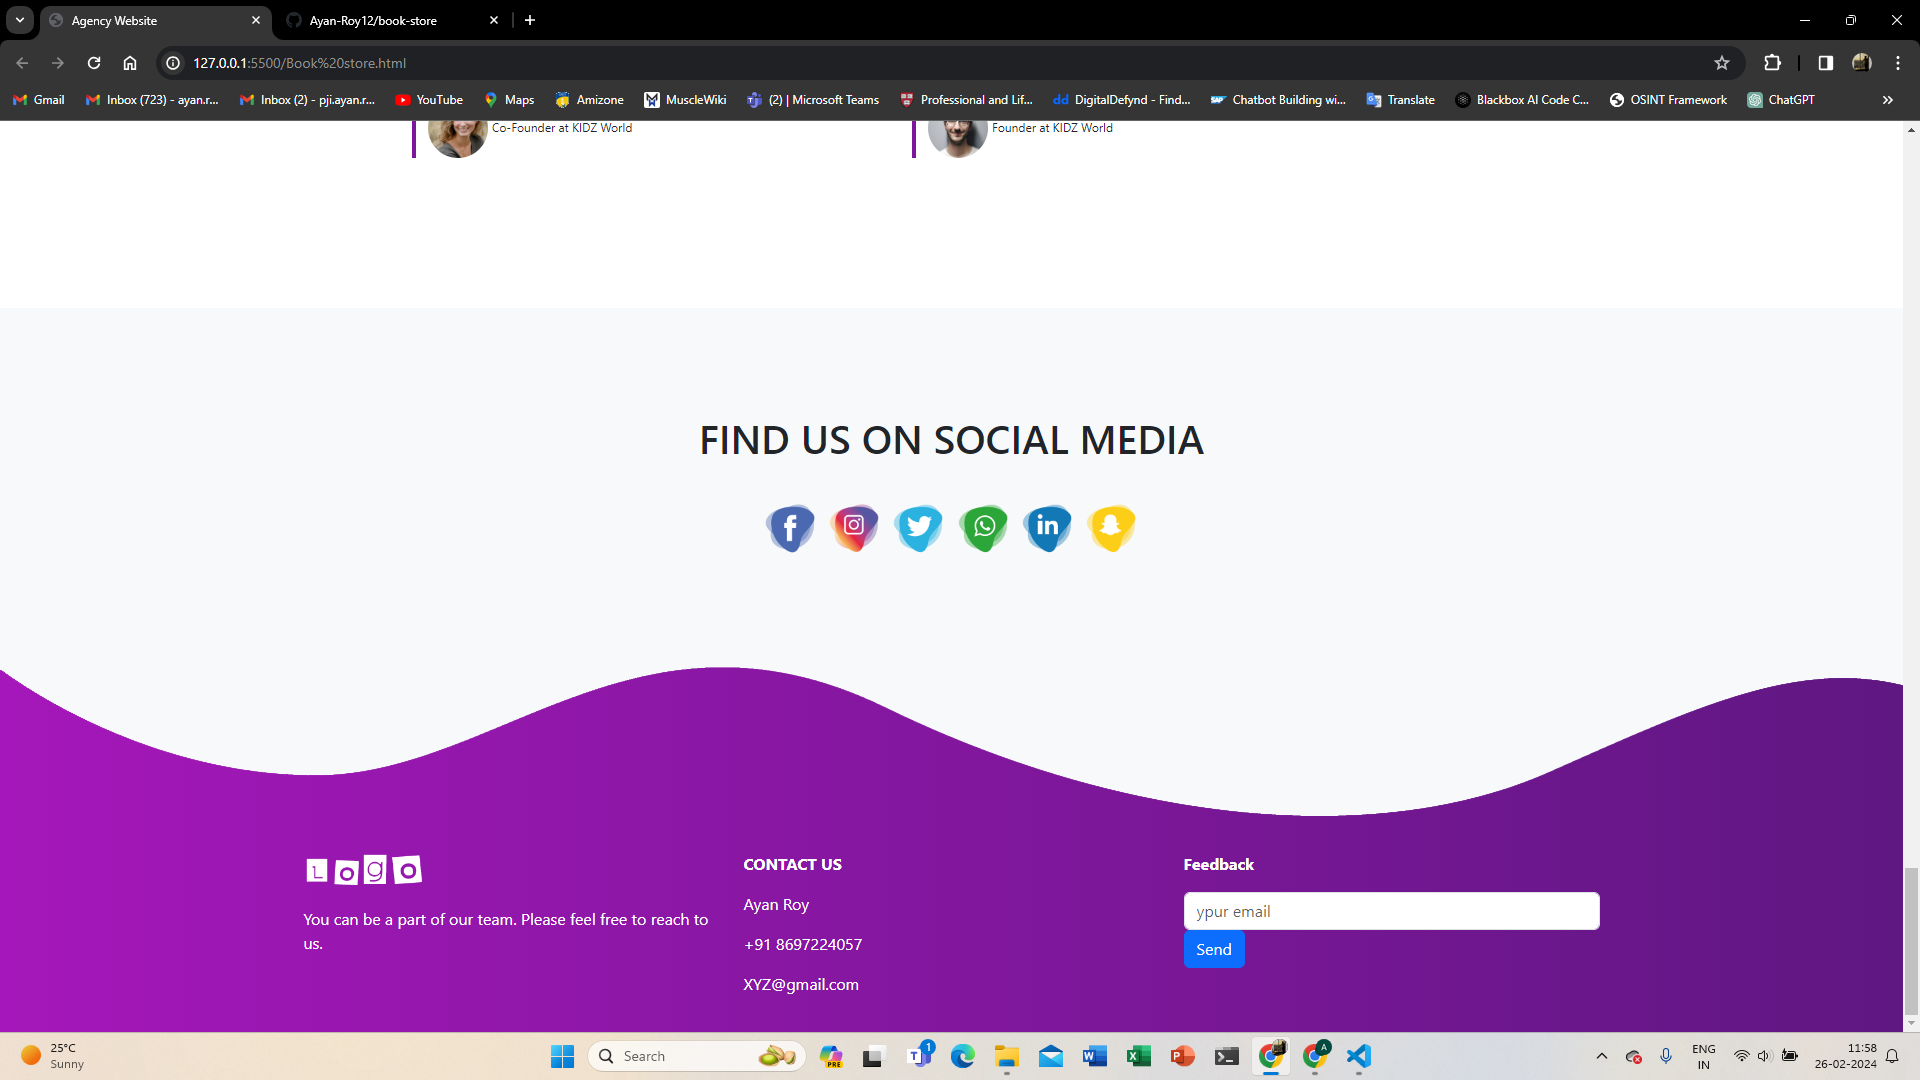 Agency Website
Ayan-Roy12/book-store
127.0.0.1:5500/Book%20store.html
Gmail
Inbox (723) - ayan.r...
Inbox (2) - pji.ayan.r...
YouTube
Maps
Amizone
MuscleWiki
(2) | Microsoft Teams
Professional and Lif...
dd DigitalDefynd - Find...
Chatbot Building wi...
Translate
Blackbox AI Code C...
OSINT Framework
ChatGPT
Co-Founder at KIDZ World
Founder at KIDZ World
FIND US ON SOCIAL MEDIA
Logo
You can be a part of our team. Please feel free to reach to
us.
CONTACT US
Ayan Roy
+91 8697224057
XYZ@gmail.com
Feedback
ypur email
Send
25°C
Sunny
Search
PRE
1
A
ENG
IN
11:58
26-02-2024